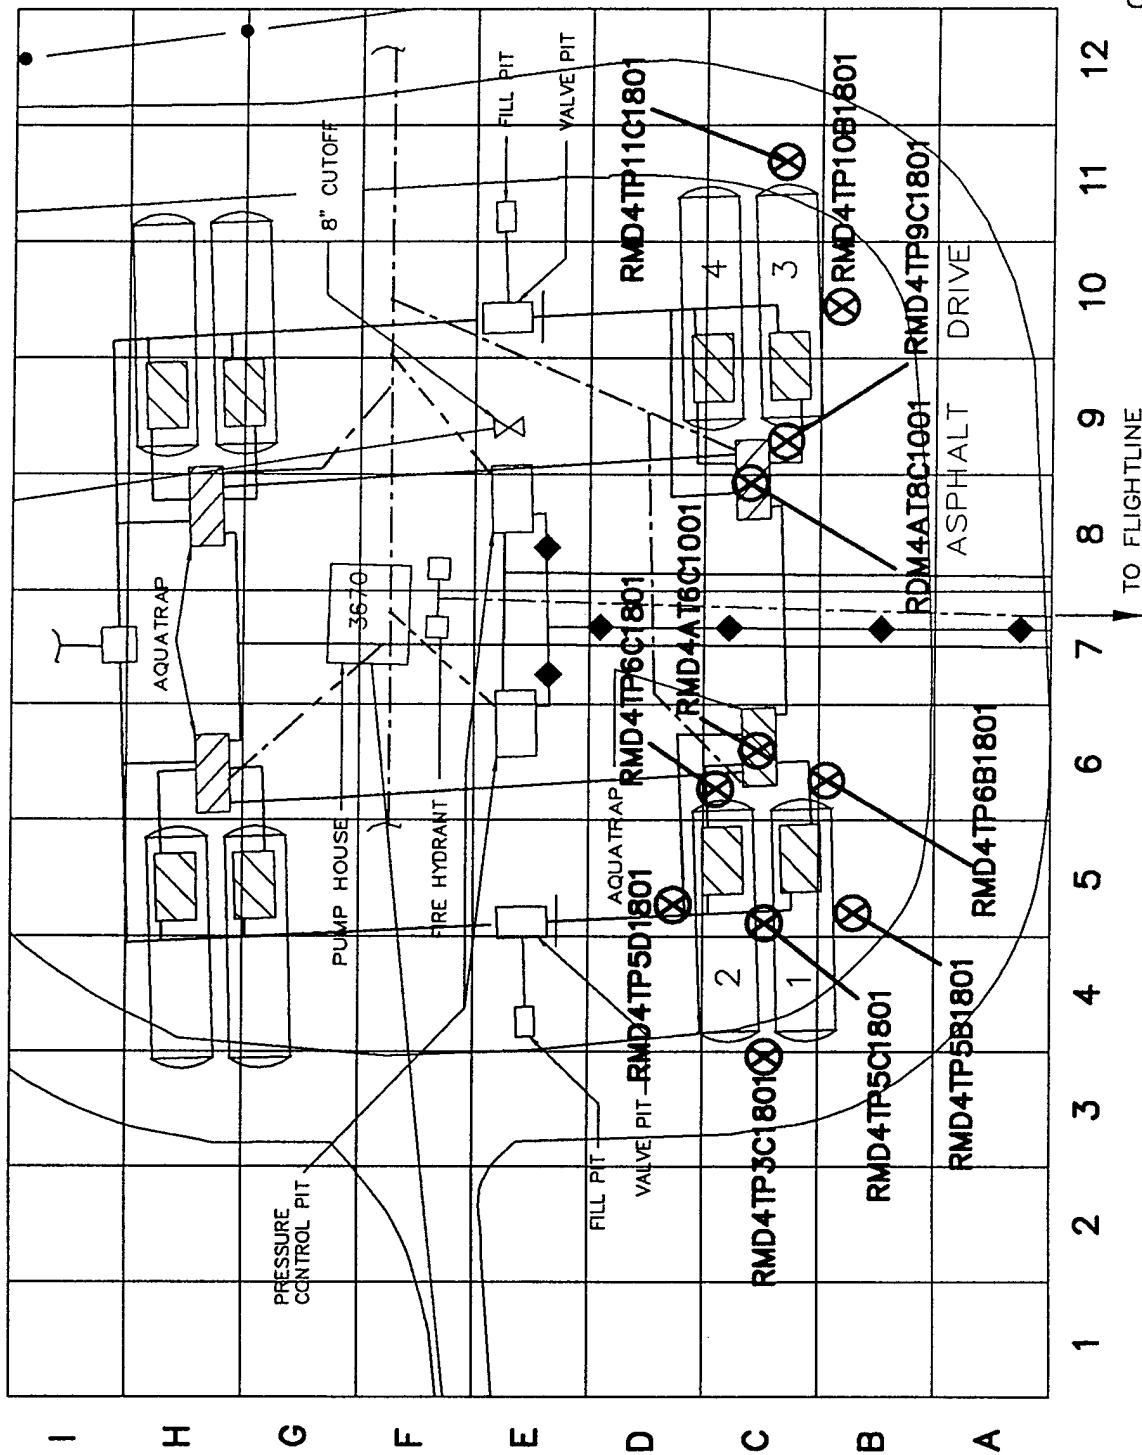 I
H
G
F
E
D
C
B
A
1
2
3
4
5
6
7
8
9
10
11
12
AQUATRAP
8" CUTOFF
FILL PIT
VALVE PIT
3670
PUMP HOUSE
FIRE HYDRANT
PRESSURE
CONTROL PIT
FILL PIT
VALVE PIT
AQUATRAP
RMD4TP11C1801
RMD4TP10B1801
RMD4TP9C1801
RDM4AT8C1001
RMD4AT6C1001
RMD4TP6C1801
RMD4TP5D1801
RMD4TP3C1801
RMD4TP5C1801
RMD4TP5B1801
RMD4TP6B1801
1
2
3
4
ASPHALT DRIVE
TO FLIGHTLINE